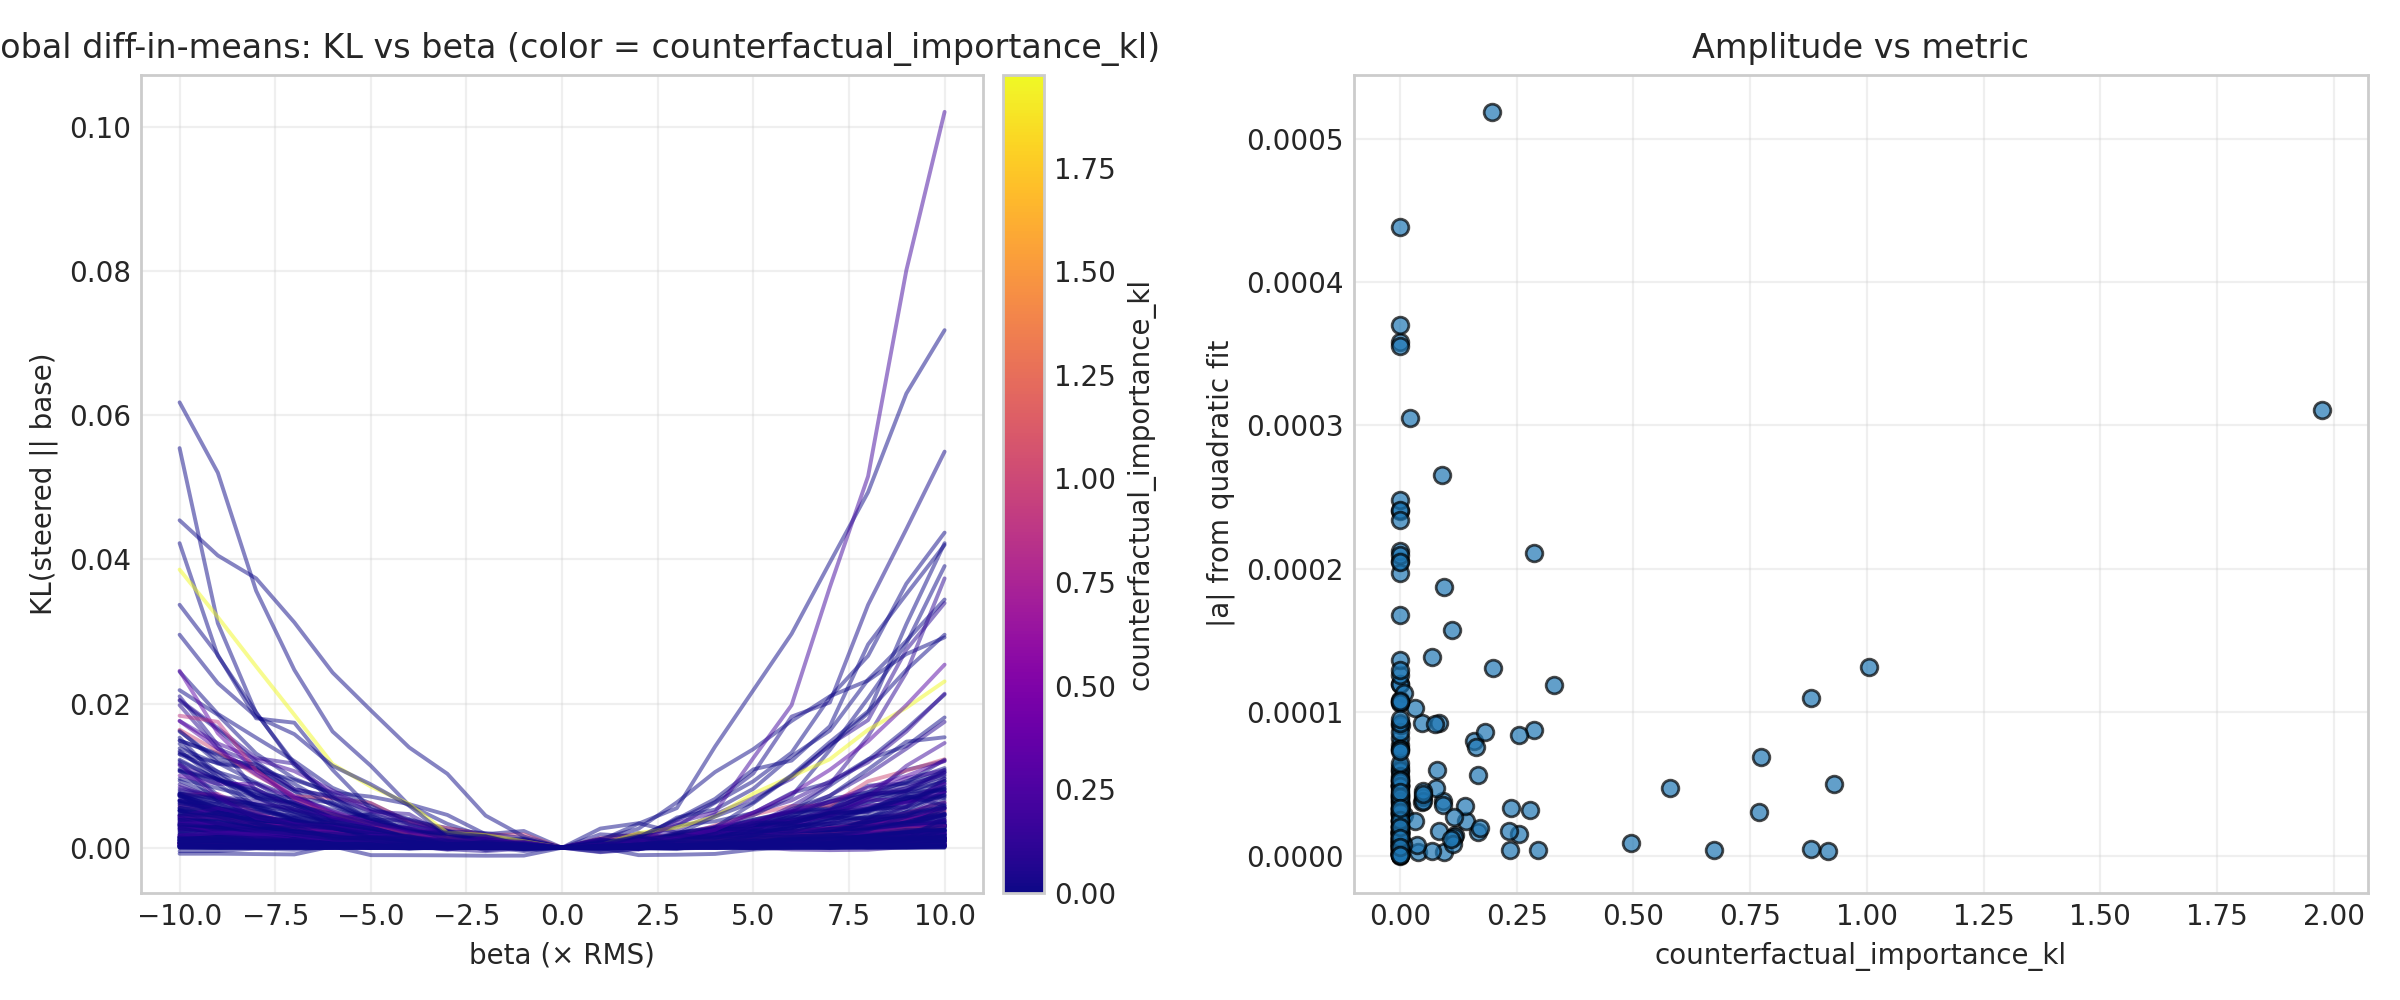 obal diff-in-means: KL vs beta (color = counterfactual_importance_kl)
KL(steered || base)
0.10
0.08
0.06
0.04
0.02
0.00
−10.0 −7.5 −5.0 −2.5 0.0 2.5 5.0 7.5 10.0
beta (× RMS)
1.75
1.50
1.25
1.00
0.75
0.50
0.25
0.00
counterfactual_importance_kl
Amplitude vs metric
|a| from quadratic fit
0.0005
0.0004
0.0003
0.0002
0.0001
0.0000
0.00 0.25 0.50 0.75 1.00 1.25 1.50 1.75 2.00
counterfactual_importance_kl